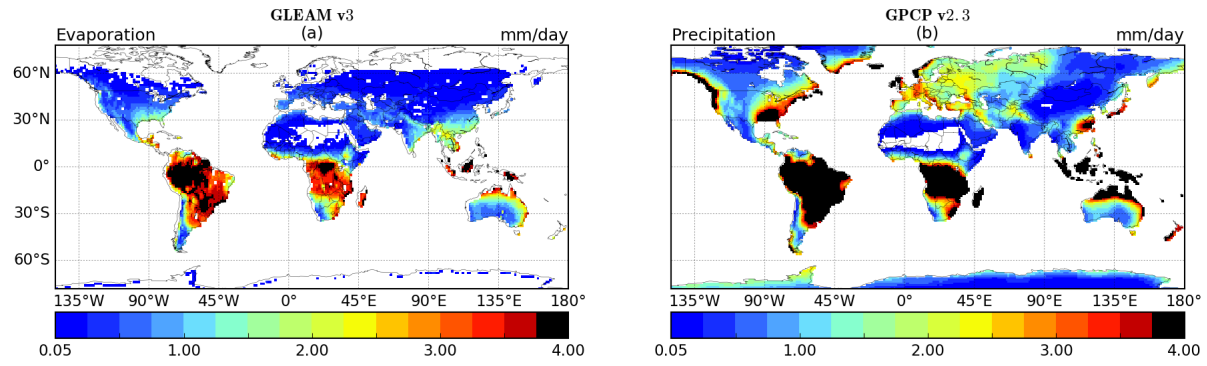 GLEAM v3
Evaporation (a) mm/day
60°N
30°N
0°
30°S
60°S
135°W 90°W 45°W 0° 45°E 90°E 135°E 180°
0.05 1.00 2.00 3.00 4.00
GPCP v2.3
Precipitation (b) mm/day
135°W 90°W 45°W 0° 45°E 90°E 135°E 180°
0.05 1.00 2.00 3.00 4.00